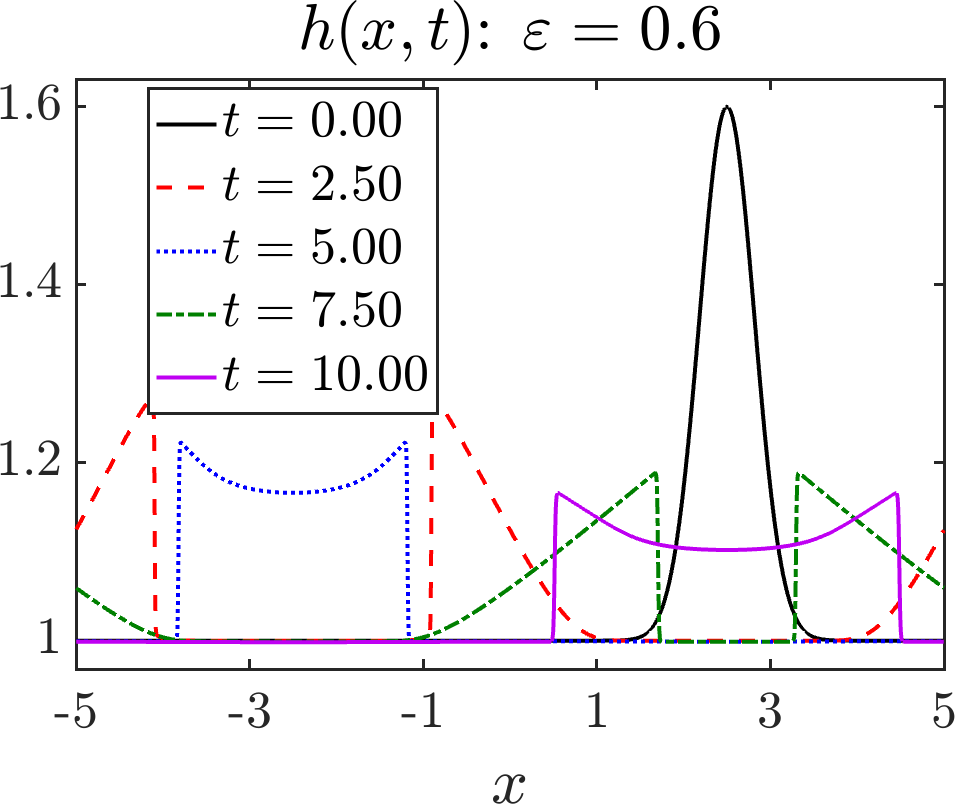 h(x, t): ε = 0.6
1.6
1.4
1.2
1
t = 0.00
t = 2.50
t = 5.00
t = 7.50
t = 10.00
-5 -3 -1 1 3 5
x